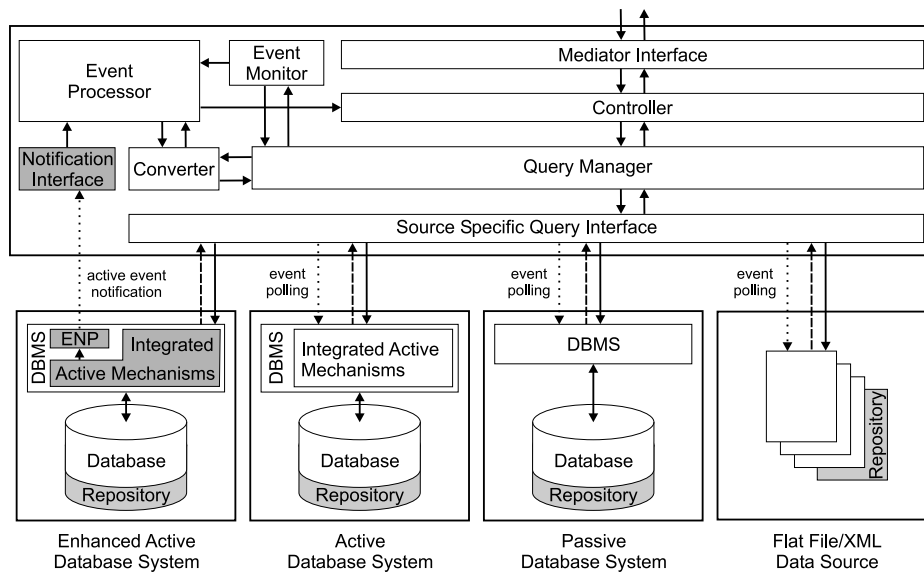 Event
Processor
Event
Monitor
Mediator Interface
Controller
Notification
Interface
Converter
Query Manager
Source Specific Query Interface
active event
notification
event
polling
event
polling
event
polling
DBMS
ENP
Integrated
Active Mechanisms
Database
Repository
DBMS
Integrated Active
Mechanisms
Database
Repository
DBMS
Database
Repository
Repository
Enhanced Active
Database System
Active
Database System
Passive
Database System
Flat File/XML
Data Source